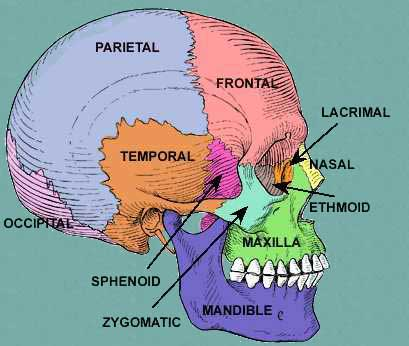 PARIETAL
FRONTAL
LACRIMAL
TEMPORAL
NASAL
ETHMOID
OCCIPITAL
MAXILLA
SPHENOID
MANDIBLE
ZYGOMATIC